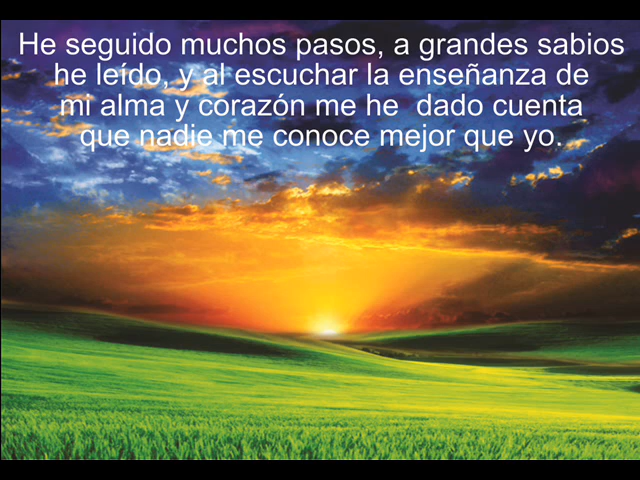 He seguido muchos pasos, a grandes sabios
he leído, y al escuchar la enseñanza de
mi alma y corazón me he dado cuenta
que nadie me conoce mejor que yo.